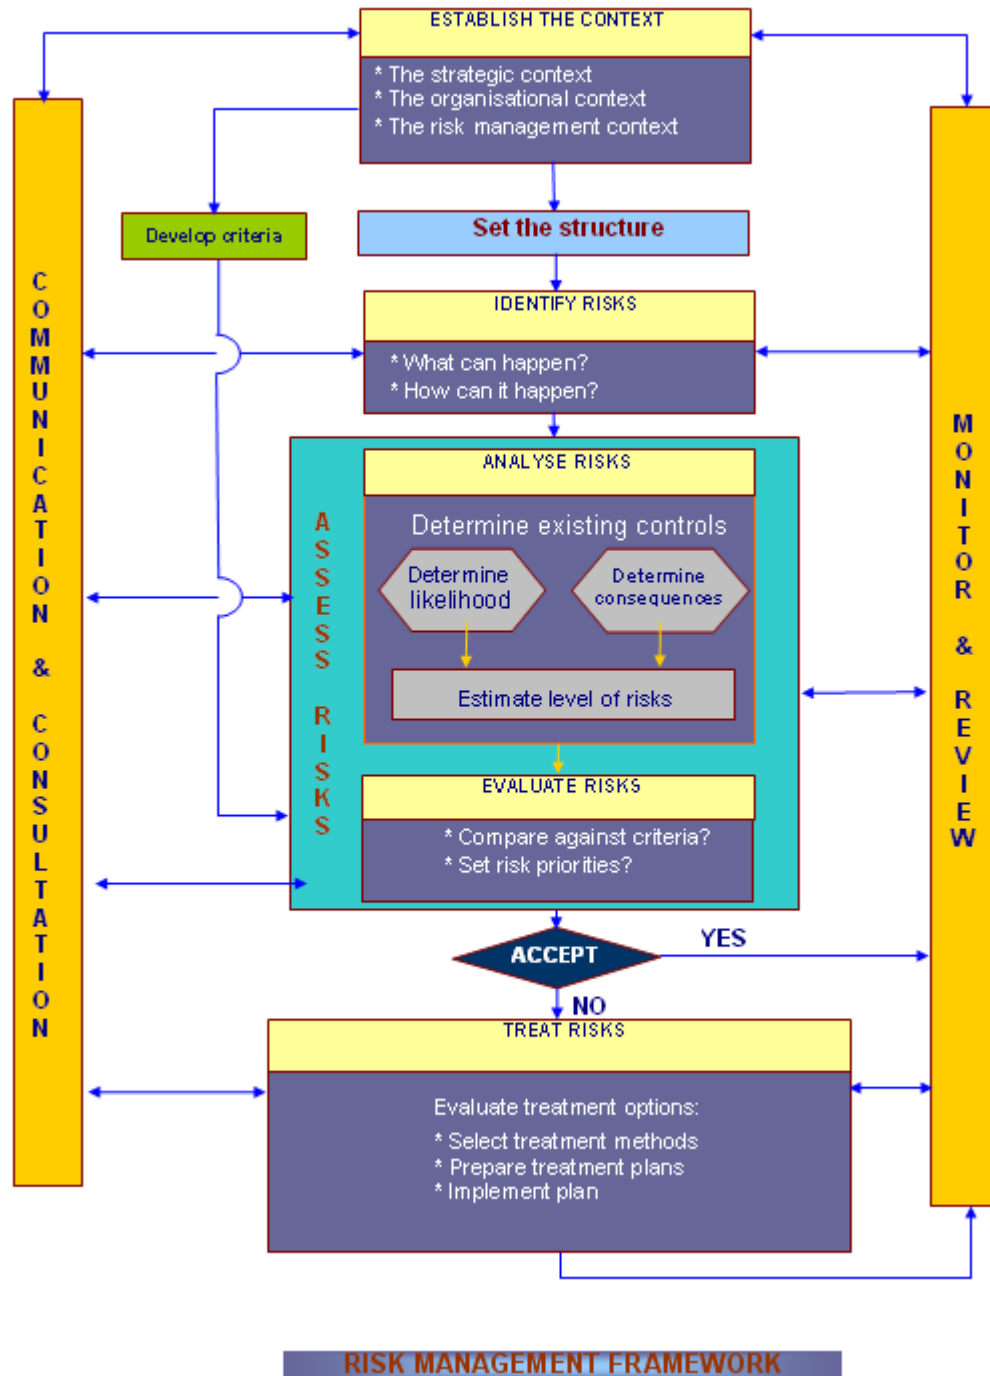 ESTABLISH THE CONTEXT
* The strategic context
* The organisational context
* The risk management context
Develop criteria
Set the structure
IDENTIFY RISKS
* What can happen?
* How can it happen?
COMMUNICATION & CONSULTATION
MONITOR & REVIEW
ASSESS RISKS
ANALYSE RISKS
Determine existing controls
Determine
likelihood
Determine
consequences
Estimate level of risks
EVALUATE RISKS
* Compare against criteria?
* Set risk priorities?
ACCEPT
YES
NO
TREAT RISKS
Evaluate treatment options:
* Select treatment methods
* Prepare treatment plans
* Implement plan
RISK MANAGEMENT FRAMEWORK